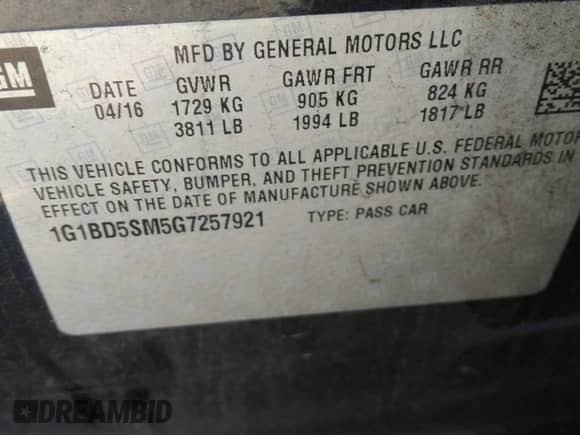 GM
MFD BY GENERAL MOTORS LLC
DATE GVWR GAWR FRT GAWR RR
04/16 1729 KG 905 KG 824 KG
3811 LB 1994 LB 1817 LB
THIS VEHICLE CONFORMS TO ALL APPLICABLE U.S. FEDERAL MOTOR
VEHICLE SAFETY, BUMPER, AND THEFT PREVENTION STANDARDS IN
EFFECT ON THE DATE OF MANUFACTURE SHOWN ABOVE.
1G1BD5SM5G7257921 TYPE: PASS CAR
DREAMBID